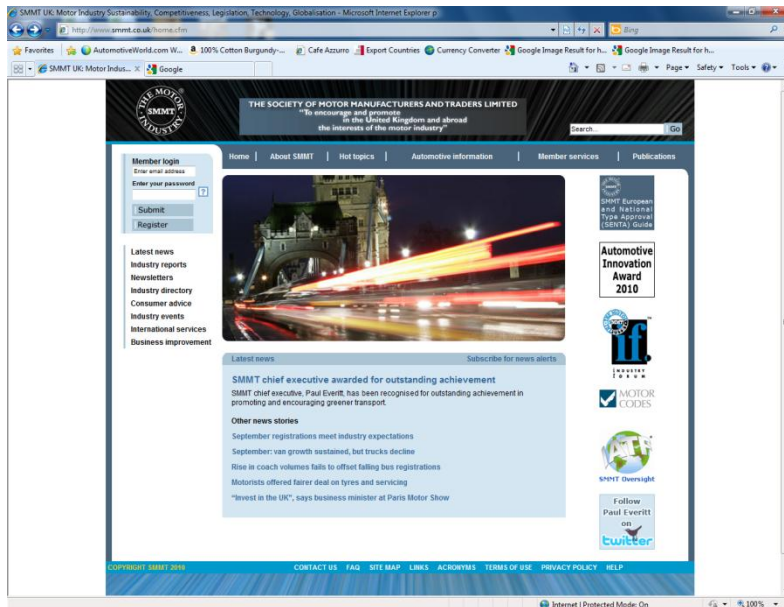 SMMT UK: Motor Industry Sustainability, Competitiveness, Legislation, Technology, Globalisation - Microsoft Internet Explorer p
http://www.smmt.co.uk/home.cfm
Bing
Favorites
AutomotiveWorld.com W...
100% Cotton Burgundy-...
Cafe Azzurro
Export Countries
Currency Converter
Google Image Result for h...
Google Image Result for h...
SMMT UK: Motor Indus...
Google
Page
Safety
Tools
THE MOTOR
SMMT
INDUSTRY
THE SOCIETY OF MOTOR MANUFACTURERS AND TRADERS LIMITED
"To encourage and promote
in the United Kingdom and abroad
the interests of the motor industry"
Search..
Go
Home | About SMMT | Hot topics | Automotive information | Member services | Publications
Member login
Enter email address
Enter your password
?
Submit
Register
Latest news
Industry reports
Newsletters
Industry directory
Consumer advice
Industry events
International services
Business improvement
Latest news
Subscribe for news alerts
SMMT chief executive awarded for outstanding achievement
SMMT chief executive, Paul Everitt, has been recognised for outstanding achievement in
promoting and encouraging greener transport.
Other news stories
September registrations meet industry expectations
September: van growth sustained, but trucks decline
Rise in coach volumes fails to offset falling bus registrations
Motorists offered fairer deal on tyres and servicing
"Invest in the UK", says business minister at Paris Motor Show
SMMT European
and National
Type Approval
(SENTA) Guide
Automotive
Innovation
Award
2010
if.
INDUSTRY
FORUM
MOTOR
CODES
ATF
SMMT Oversight
Follow
Paul Everitt
on
twitter
COPYRIGHT SMMT 2010
CONTACT US FAQ SITE MAP LINKS ACRONYMS TERMS OF USE PRIVACY POLICY HELP
Internet | Protected Mode: On
100%